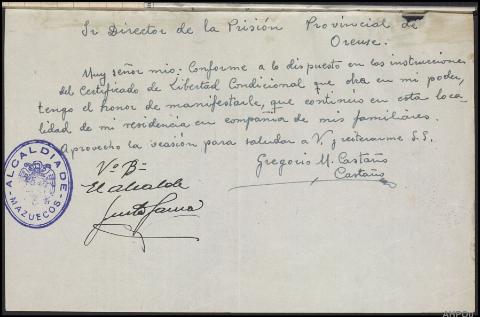 Sr Director de la Prisión Provincial de
Orense.
Muy señor mio: Conforme a lo dispuesto en las instrucciones
del Certificado de Libertad Condicional que obra en mi poder,
tengo el honor de manifestarle, que continúo en esta loca-
lidad de mi residencia en compañia de mis familiares.
Aprovecho la ocasión para saludar a V. y reiterarme S.S.
Gregorio M. Castaño
Castaño
Vº Bº
El alcalde
ALCALDIA DE
MAZUECOS